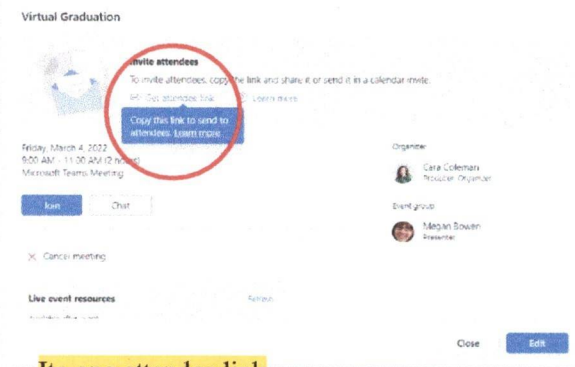 Virtual Graduation
Invite attendees
To invite attendees, copy the link and share it or send it in a calendar invite.
Get attendee link Learn more
Copy this link to send to
attendees. Learn more
Friday, March 4, 2022
9:00 AM - 11:00 AM (2 hours)
Microsoft Teams Meeting
Join Chat
Cancel meeting
Organizer
Cara Coleman
Producer, Organizer
Event group
Megan Bowen
Presenter
Live event resources Refresh
Close Edit